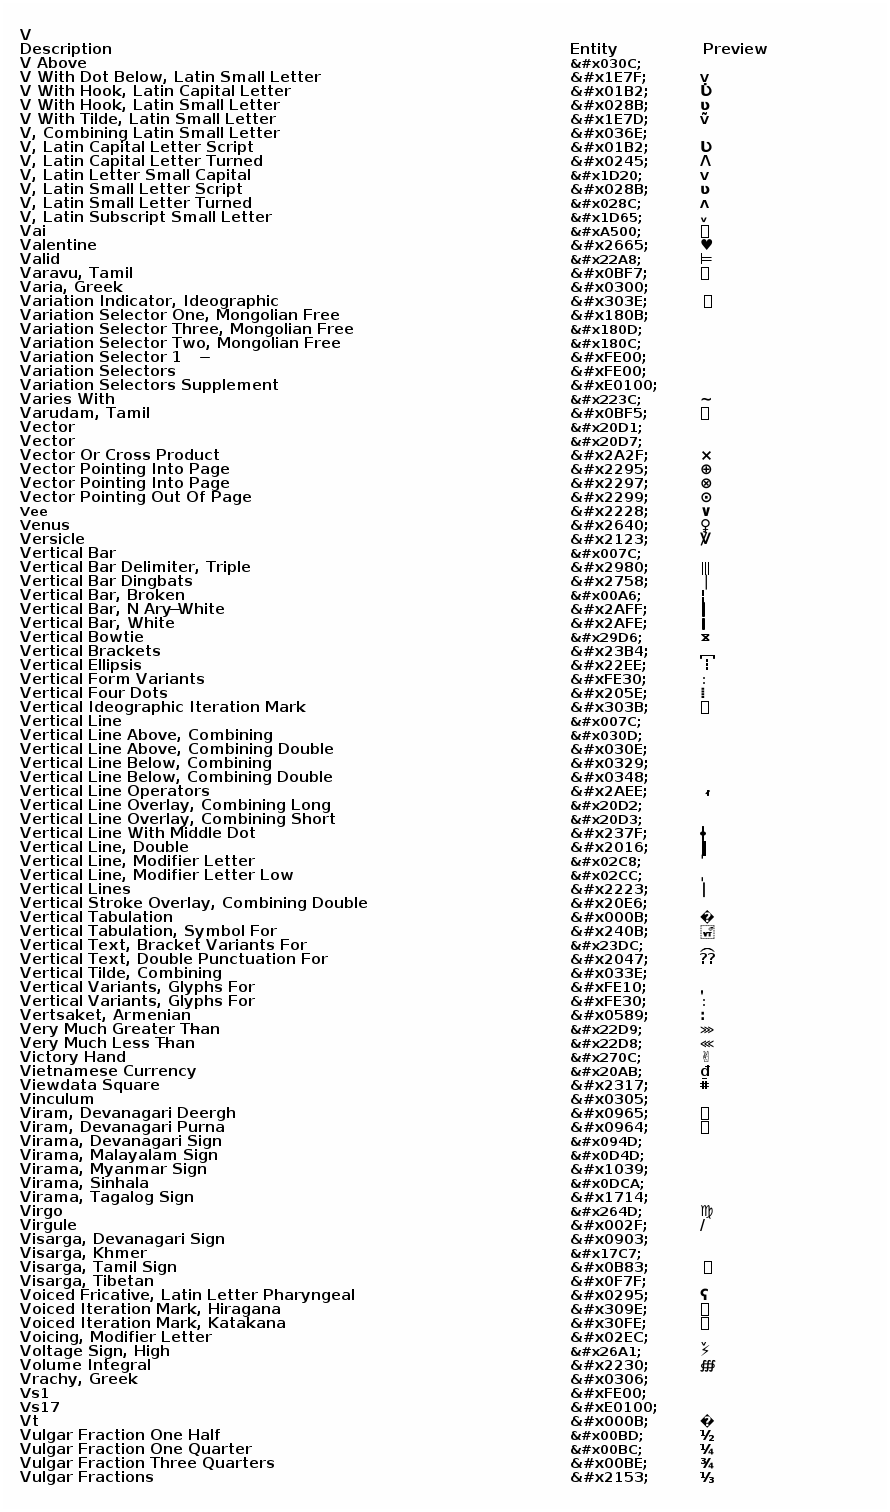 V
Description Entity Preview
V Above &#x030C;
V With Dot Below, Latin Small Letter &#x1E7F; ṿ
V With Hook, Latin Capital Letter &#x01B2; Ʋ
V With Hook, Latin Small Letter &#x028B; ʋ
V With Tilde, Latin Small Letter &#x1E7D; ṽ
V, Combining Latin Small Letter &#x036E;
V, Latin Capital Letter Script &#x01B2; Ʋ
V, Latin Capital Letter Turned &#x0245; Ʌ
V, Latin Letter Small Capital &#x1D20; ᴠ
V, Latin Small Letter Script &#x028B; ʋ
V, Latin Small Letter Turned &#x028C; ʌ
V, Latin Subscript Small Letter &#x1D65; ᵥ
Vai &#xA500;
Valentine &#x2665; ♥
Valid &#x22A8; ⊨
Varavu, Tamil &#x0BF7;
Varia, Greek &#x0300;
Variation Indicator, Ideographic &#x303E;
Variation Selector One, Mongolian Free &#x180B;
Variation Selector Three, Mongolian Free &#x180D;
Variation Selector Two, Mongolian Free &#x180C;
Variation Selector 1 — &#xFE00;
Variation Selectors &#xFE00;
Variation Selectors Supplement &#xE0100;
Varies With &#x223C; ∼
Varudam, Tamil &#x0BF5;
Vector &#x20D1;
Vector &#x20D7;
Vector Or Cross Product &#x2A2F; ⨯
Vector Pointing Into Page &#x2295; ⊕
Vector Pointing Into Page &#x2297; ⊗
Vector Pointing Out Of Page &#x2299; ⊙
Vee &#x2228; ∨
Venus &#x2640; ♀
Versicle &#x2123; ℣
Vertical Bar &#x007C;
Vertical Bar Delimiter, Triple &#x2980; ⦀
Vertical Bar Dingbats &#x2758; ❘
Vertical Bar, Broken &#x00A6; ¦
Vertical Bar, N Ary White &#x2AFF; ⫿
Vertical Bar, White &#x2AFE; ⫾
Vertical Bowtie &#x29D6; ⧖
Vertical Brackets &#x23B4; ⎴
Vertical Ellipsis &#x22EE; ⋮
Vertical Form Variants &#xFE30; ︰
Vertical Four Dots &#x205E; ⁞
Vertical Ideographic Iteration Mark &#x303B;
Vertical Line &#x007C;
Vertical Line Above, Combining &#x030D;
Vertical Line Above, Combining Double &#x030E;
Vertical Line Below, Combining &#x0329;
Vertical Line Below, Combining Double &#x0348;
Vertical Line Operators &#x2AEE; ⫮
Vertical Line Overlay, Combining Long &#x20D2;
Vertical Line Overlay, Combining Short &#x20D3;
Vertical Line With Middle Dot &#x237F; ⍿
Vertical Line, Double &#x2016; ‖
Vertical Line, Modifier Letter &#x02C8; ˈ
Vertical Line, Modifier Letter Low &#x02CC; ˌ
Vertical Lines &#x2223; ∣
Vertical Stroke Overlay, Combining Double &#x20E6;
Vertical Tabulation &#x000B; �
Vertical Tabulation, Symbol For &#x240B; ␋
Vertical Text, Bracket Variants For &#x23DC; ⏜
Vertical Text, Double Punctuation For &#x2047; ⁇
Vertical Tilde, Combining &#x033E;
Vertical Variants, Glyphs For &#xFE10; ︐
Vertical Variants, Glyphs For &#xFE30; ︰
Vertsaket, Armenian &#x0589; ։
Very Much Greater Than &#x22D9; ⋙
Very Much Less Than &#x22D8; ⋘
Victory Hand &#x270C; ✌
Vietnamese Currency &#x20AB; ₫
Viewdata Square &#x2317; ⌗
Vinculum &#x0305;
Viram, Devanagari Deergh &#x0965;
Viram, Devanagari Purna &#x0964;
Virama, Devanagari Sign &#x094D;
Virama, Malayalam Sign &#x0D4D;
Virama, Myanmar Sign &#x1039;
Virama, Sinhala &#x0DCA;
Virama, Tagalog Sign &#x1714;
Virgo &#x264D; ♍
Virgule &#x002F; /
Visarga, Devanagari Sign &#x0903;
Visarga, Khmer &#x17C7;
Visarga, Tamil Sign &#x0B83;
Visarga, Tibetan &#x0F7F;
Voiced Fricative, Latin Letter Pharyngeal &#x0295; ʕ
Voiced Iteration Mark, Hiragana &#x309E;
Voiced Iteration Mark, Katakana &#x30FE;
Voicing, Modifier Letter &#x02EC; ˬ
Voltage Sign, High &#x26A1; ⚡
Volume Integral &#x2230; ∰
Vrachy, Greek &#x0306;
Vs1 &#xFE00;
Vs17 &#xE0100;
Vt &#x000B; �
Vulgar Fraction One Half &#x00BD; ½
Vulgar Fraction One Quarter &#x00BC; ¼
Vulgar Fraction Three Quarters &#x00BE; ¾
Vulgar Fractions &#x2153; ⅓